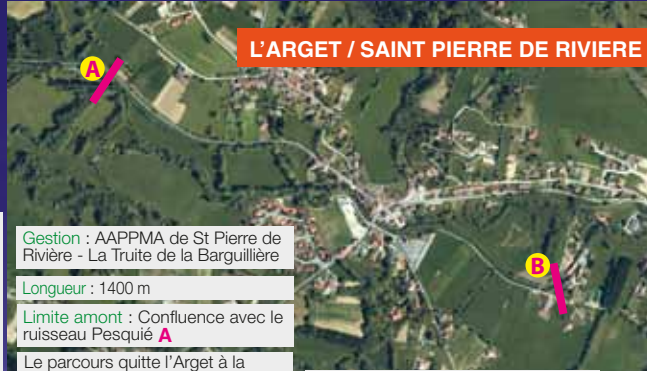 L'ARGET / SAINT PIERRE DE RIVIERE
A
B
Gestion : AAPPMA de St Pierre de
Rivière - La Truite de la Barguillière
Longueur : 1400 m
Limite amont : Confluence avec le
ruisseau Pesquié A
Le parcours quitte l'Arget à la